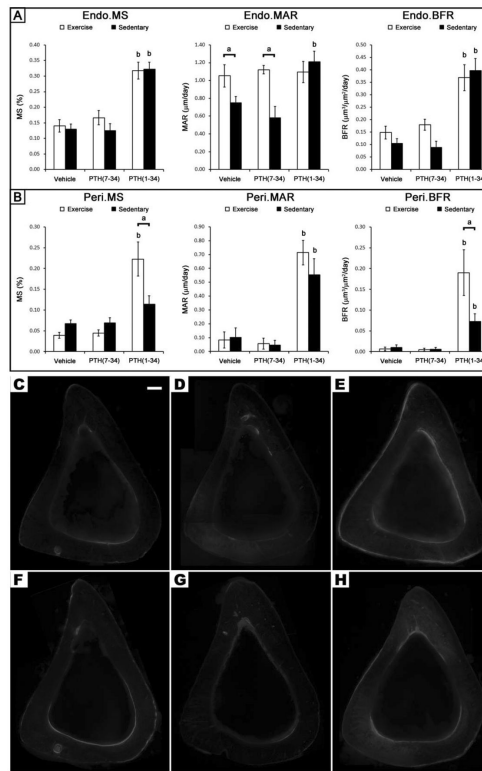 A
Endo.MS
Exercise Sedentary
MS (%)
0.40
0.35
0.30
0.25
0.20
0.15
0.10
0.05
0.00
b b
Vehicle PTH(7-34) PTH(1-34)
Endo.MAR
Exercise Sedentary
MAR (μm/day)
1.40
1.20
1.00
0.80
0.60
0.40
0.20
0.00
a a b
Vehicle PTH(7-34) PTH(1-34)
Endo.BFR
Exercise Sedentary
BFR (μm³/μm²/day)
0.50
0.45
0.40
0.35
0.30
0.25
0.20
0.15
0.10
0.05
0.00
b b
Vehicle PTH(7-34) PTH(1-34)
B
Peri.MS
Exercise Sedentary
MS (%)
0.30
0.25
0.20
0.15
0.10
0.05
0.00
a
b
Vehicle PTH(7-34) PTH(1-34)
Peri.MAR
Exercise Sedentary
MAR (μm/day)
0.90
0.80
0.70
0.60
0.50
0.40
0.30
0.20
0.10
0.00
b
b
Vehicle PTH(7-34) PTH(1-34)
Peri.BFR
Exercise Sedentary
BFR (μm³/μm²/day)
0.30
0.25
0.20
0.15
0.10
0.05
0.00
a
b
b
Vehicle PTH(7-34) PTH(1-34)
C D E
F G H